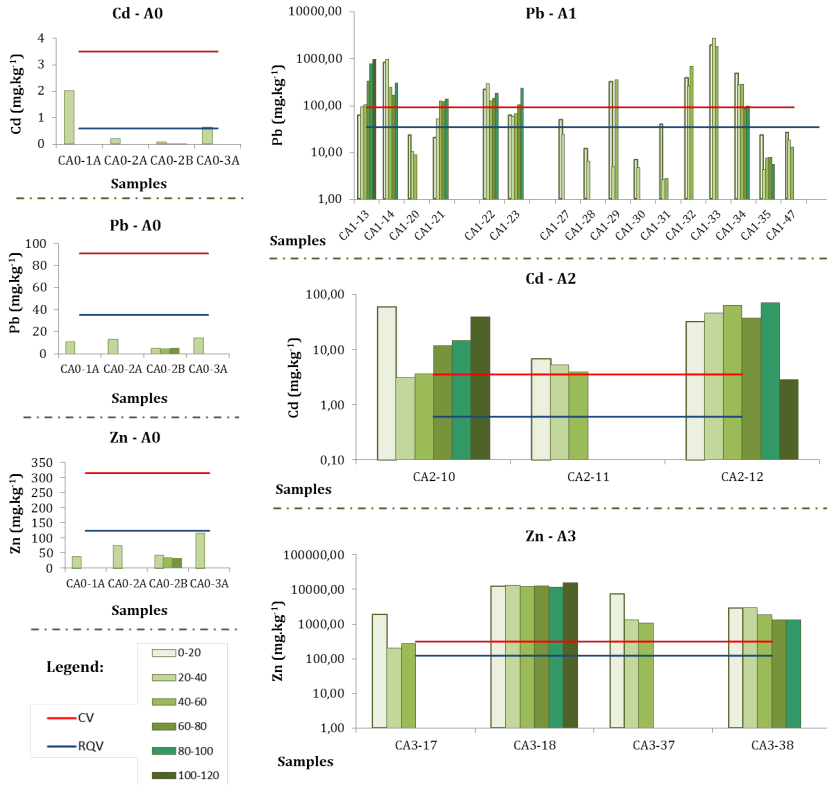 Cd - A0
Cd (mg.kg-1)
4
3
2
1
0
CA0-1A CA0-2A CA0-2B CA0-3A
Samples
Pb - A0
Pb (mg.kg-1)
100
80
60
40
20
0
CA0-1A CA0-2A CA0-2B CA0-3A
Samples
Zn - A0
Zn (mg.kg-1)
350
300
250
200
150
100
50
0
CA0-1A CA0-2A CA0-2B CA0-3A
Samples
Legend:
CV
RQV
0-20
20-40
40-60
60-80
80-100
100-120
Pb - A1
Pb (mg.kg-1)
10000,00
1000,00
100,00
10,00
1,00
CA1-13 CA1-14 CA1-20 CA1-21 CA1-22 CA1-23 CA1-27 CA1-28 CA1-29 CA1-30 CA1-31 CA1-32 CA1-33 CA1-34 CA1-35 CA1-47
Samples
Cd - A2
Cd (mg.kg-1)
100,00
10,00
1,00
0,10
CA2-10 CA2-11 CA2-12
Samples
Zn - A3
Zn (mg.kg-1)
100000,00
10000,00
1000,00
100,00
10,00
1,00
CA3-17 CA3-18 CA3-37 CA3-38
Samples